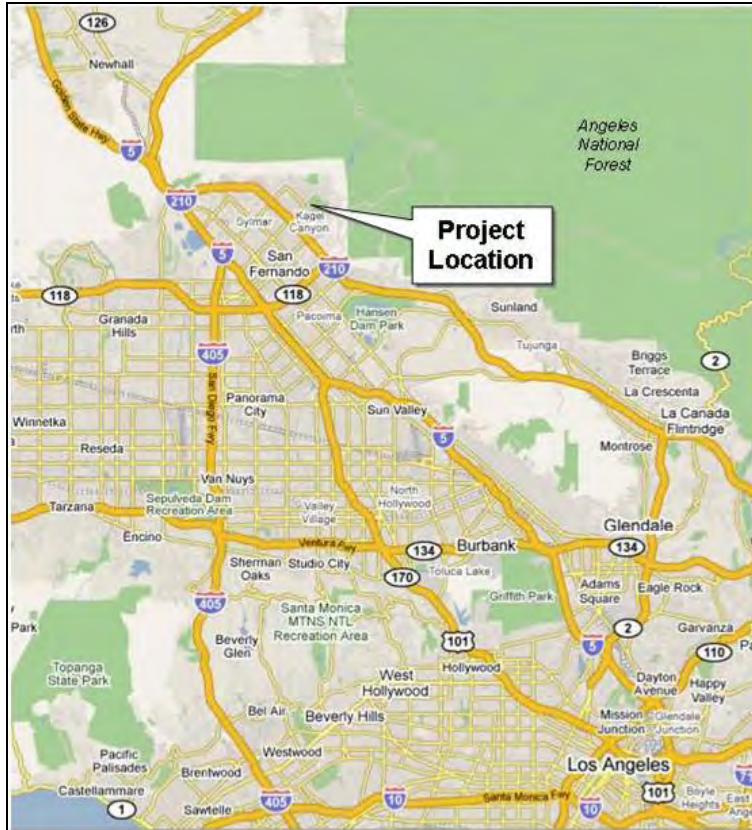 126
Newhall
Golden State Hwy
5
Angeles
National
Forest
210
Sylmar
Kagel
Canyon
Project
Location
5
San
Fernando
210
118
118
Pacoima
Hansen
Dam Park
Sunland
Granada
Hills
405
San Diego Fwy
Tujunga
Briggs
Terrace
2
La Crescenta
Panorama
City
Sun Valley
La Canada
Flintridge
Winnetka
5
Reseda
Montrose
Van Nuys
Sepulveda Dam
Recreation Area
North
Hollywood
Tarzana
Valley
Village
Glendale
Encino
Ventura Fwy
134
Burbank
134
Sherman
Oaks
Studio City
170
Toluca Lake
Adams
Square
Eagle Rock
Griffith Park
405
Santa Monica
MTNS NTL
Recreation Area
Park
2
Garvanza
Beverly
Glen
101
Hollywood
5
110
Topanga
State Park
West
Hollywood
Dayton
Avenue
Happy
Valley
Bel Air
Beverly Hills
Mission
Junction
Glendale
Junction
Pacific
Palisades
Westwood
Los Angeles
Brentwood
Castellammare
101
Boyle
Heights
1
Sawtelle
405
10
Santa Monica Fwy
10
East